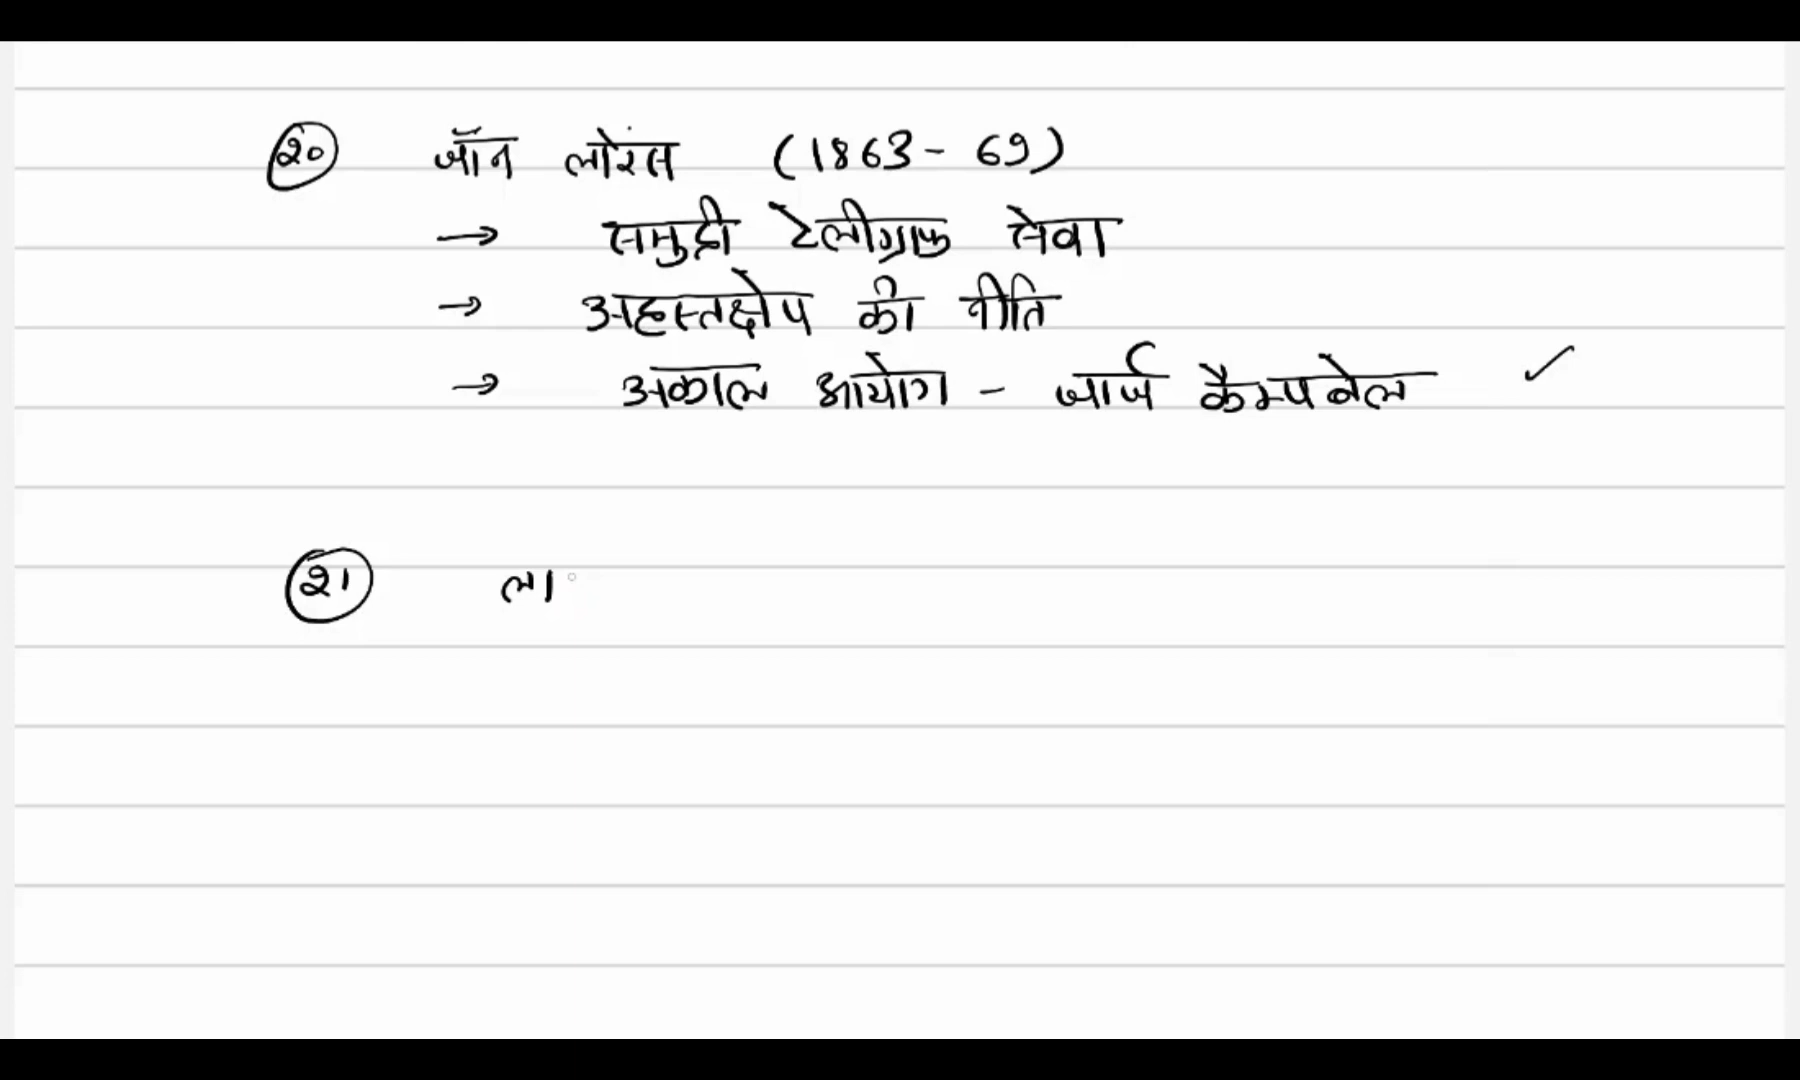 २० जॉन लोरंस (1863 - 69)
→ समुद्री टेलीग्राफ सेवा
→ अहस्तक्षेप की नीति
→ अकाल आयोग - जार्ज कैम्पबेल ✓
२१ ला